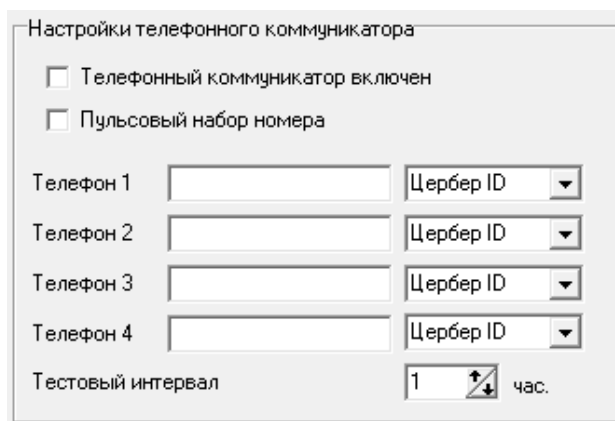 Настройки телефонного коммуникатора
Телефонный коммуникатор включен
Пульсовый набор номера
Телефон 1 Цербер ID
Телефон 2 Цербер ID
Телефон 3 Цербер ID
Телефон 4 Цербер ID
Тестовый интервал 1 час.